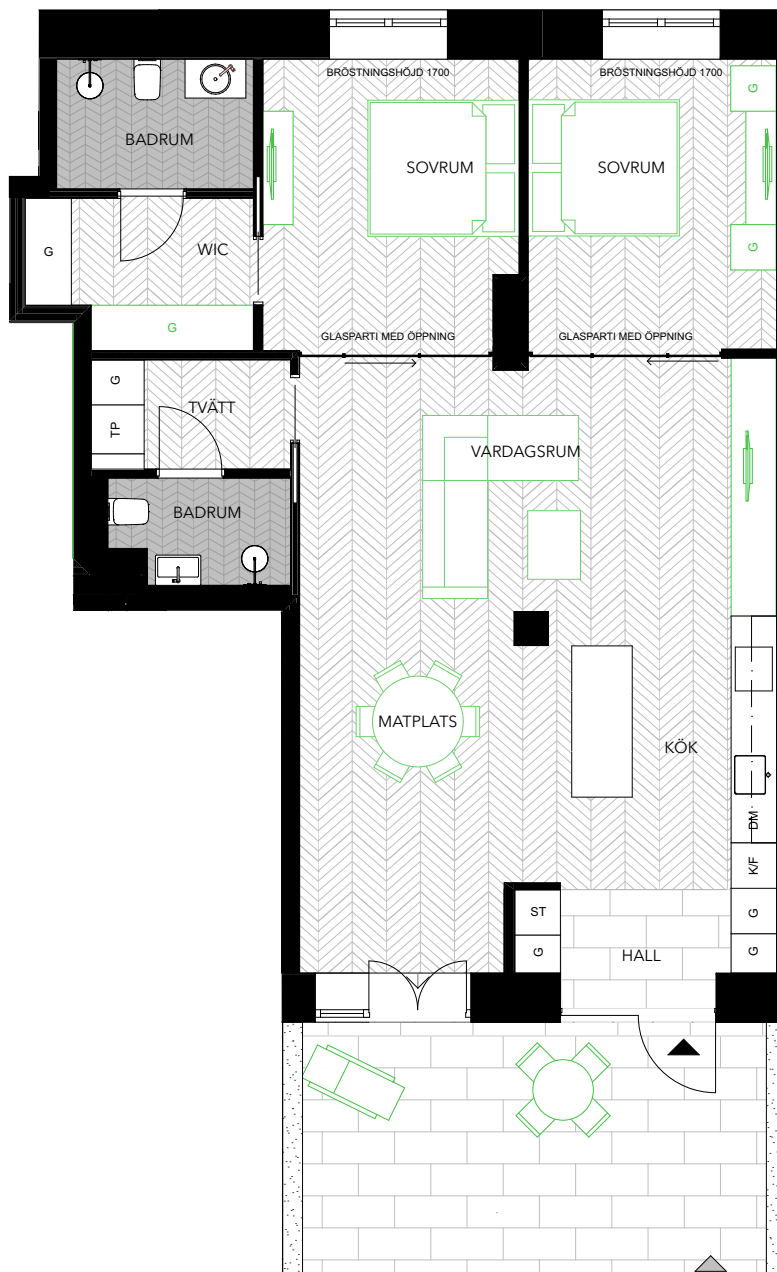 BRÖSTNINGSHÖJD 1700
BRÖSTNINGSHÖJD 1700
G
BADRUM
SOVRUM
SOVRUM
G
WIC
G
G
GLASPARTI MED ÖPPNING
GLASPARTI MED ÖPPNING
G
TVÄTT
TP
VARDAGSRUM
BADRUM
MATPLATS
KÖK
DM
K/F
ST
G
G
HALL
G